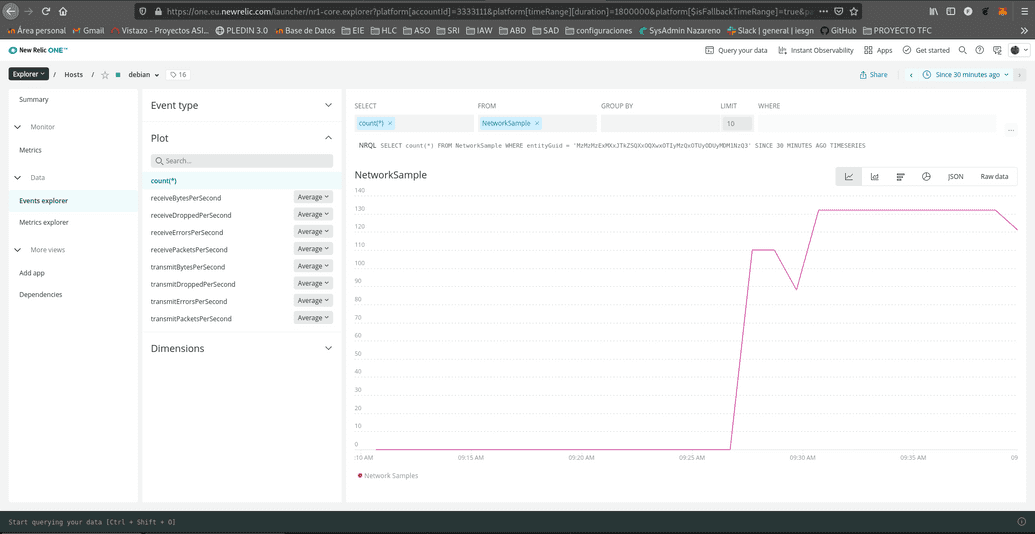 https://one.eu.newrelic.com/launcher/nr1-core.explorer?platform[accountId]=3333111&platform[timeRange][duration]=1800000&platform[$isFallbackTimeRange]=true&p
Área personal Gmail Vistazo - Proyectos ASI... PLEDIN 3.0 Base de Datos EIE HLC ASO SRI IAW ABD SAD configuraciones SysAdmin Nazareno Slack | general | iesgn GitHub PROYECTO TFC
New Relic ONE™ Query your data Instant Observability Apps Get started
Explorer / Hosts / debian 16 Share Since 30 minutes ago
Summary
Monitor
Metrics
Data
Events explorer
Metrics explorer
More views
Add app
Dependencies
Event type
Plot
Search...
count(*)
receiveBytesPerSecond Average
receiveDroppedPerSecond Average
receiveErrorsPerSecond Average
receivePacketsPerSecond Average
transmitBytesPerSecond Average
transmitDroppedPerSecond Average
transmitErrorsPerSecond Average
transmitPacketsPerSecond Average
Dimensions
SELECT FROM GROUP BY LIMIT WHERE
count(*) × NetworkSample × 10 ...
NRQL SELECT count(*) FROM NetworkSample WHERE entityGuid = 'MzMzMzExMXxJTkZSQXxOQXwxOTIyMzQxOTUyODUyMDM1NzQ3' SINCE 30 MINUTES AGO TIMESERIES
NetworkSample JSON Raw data
140
130
120
110
100
90
80
70
60
50
40
30
20
10
0
:10 AM 09:15 AM 09:20 AM 09:25 AM 09:30 AM 09:35 AM 09
Network Samples
Start querying your data [Ctrl + Shift + O]